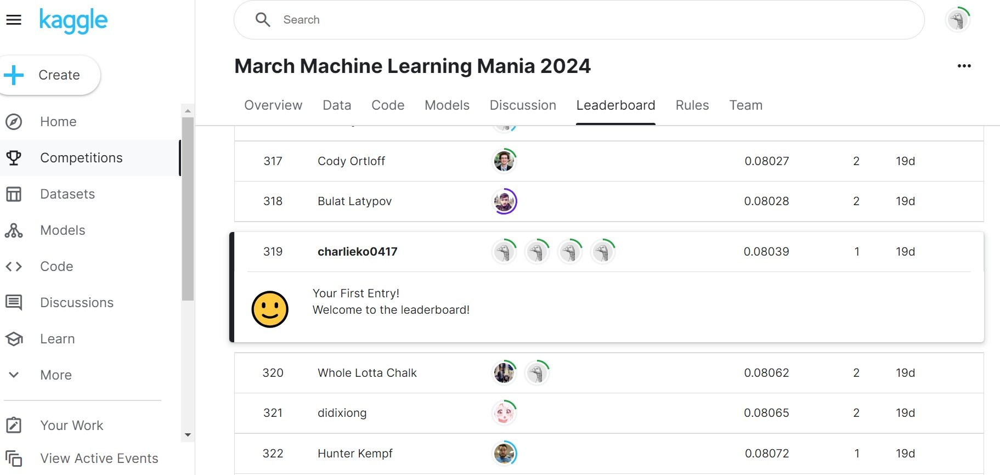 kaggle
Search
Create
Home
Competitions
Datasets
Models
Code
Discussions
Learn
More
Your Work
View Active Events
March Machine Learning Mania 2024
Overview Data Code Models Discussion Leaderboard Rules Team
317 Cody Ortloff 0.08027 2 19d
318 Bulat Latypov 0.08028 2 19d
319 charlieko0417 0.08039 1 19d
Your First Entry!
Welcome to the leaderboard!
320 Whole Lotta Chalk 0.08062 2 19d
321 didixiong 0.08065 2 19d
322 Hunter Kempf 0.08072 1 19d